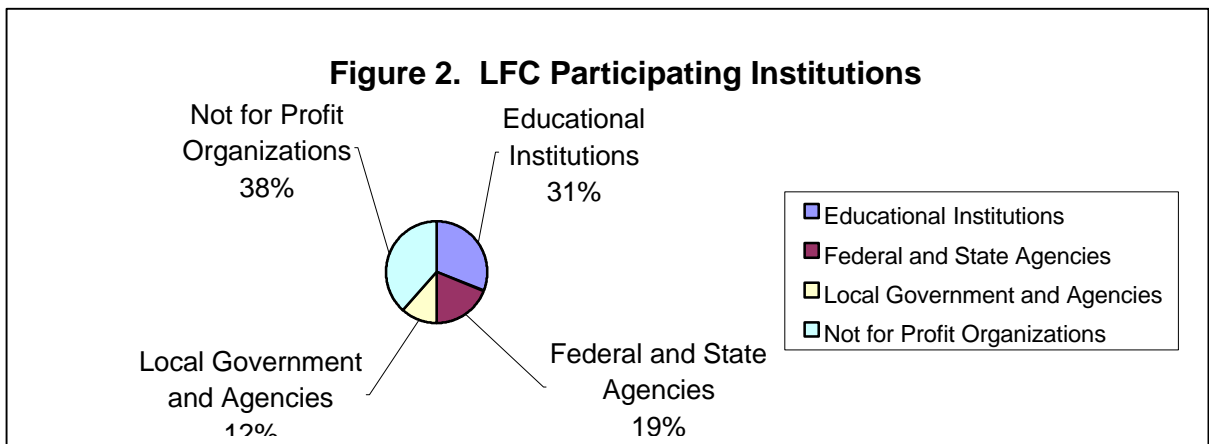 Figure 2. LFC Participating Institutions
Not for Profit
Organizations
38%
Educational
Institutions
31%
Educational Institutions
Federal and State Agencies
Local Government and Agencies
Not for Profit Organizations
Local Government
and Agencies
12%
Federal and State
Agencies
19%